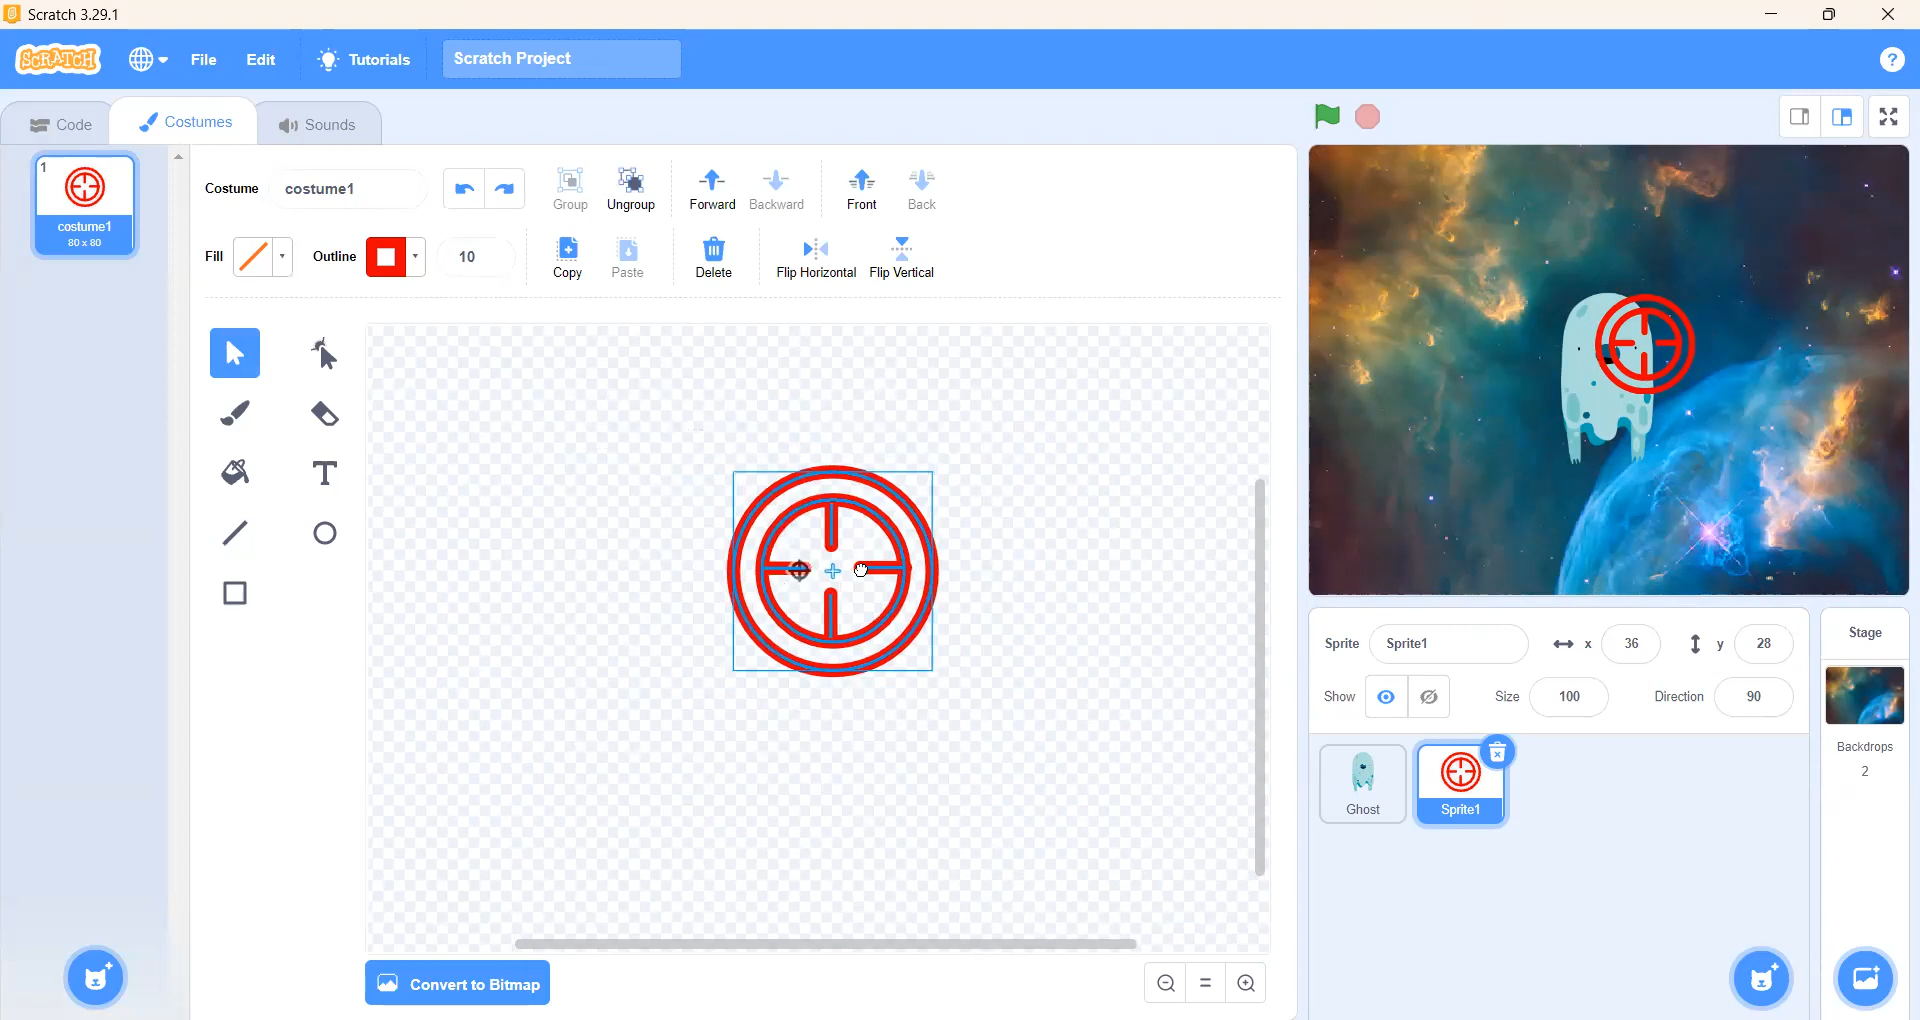 Scratch 3.29.1
SCRATCH File Edit Tutorials Scratch Project
Code Costumes Sounds
1
costume1
80 x 80
Costume costume1 Group Ungroup Forward Backward Front Back
Fill Outline 10 Copy Paste Delete Flip Horizontal Flip Vertical
Convert to Bitmap
Sprite Sprite1 x 36 y 28
Show Size 100 Direction 90
Ghost Sprite1
Stage
Backdrops
2